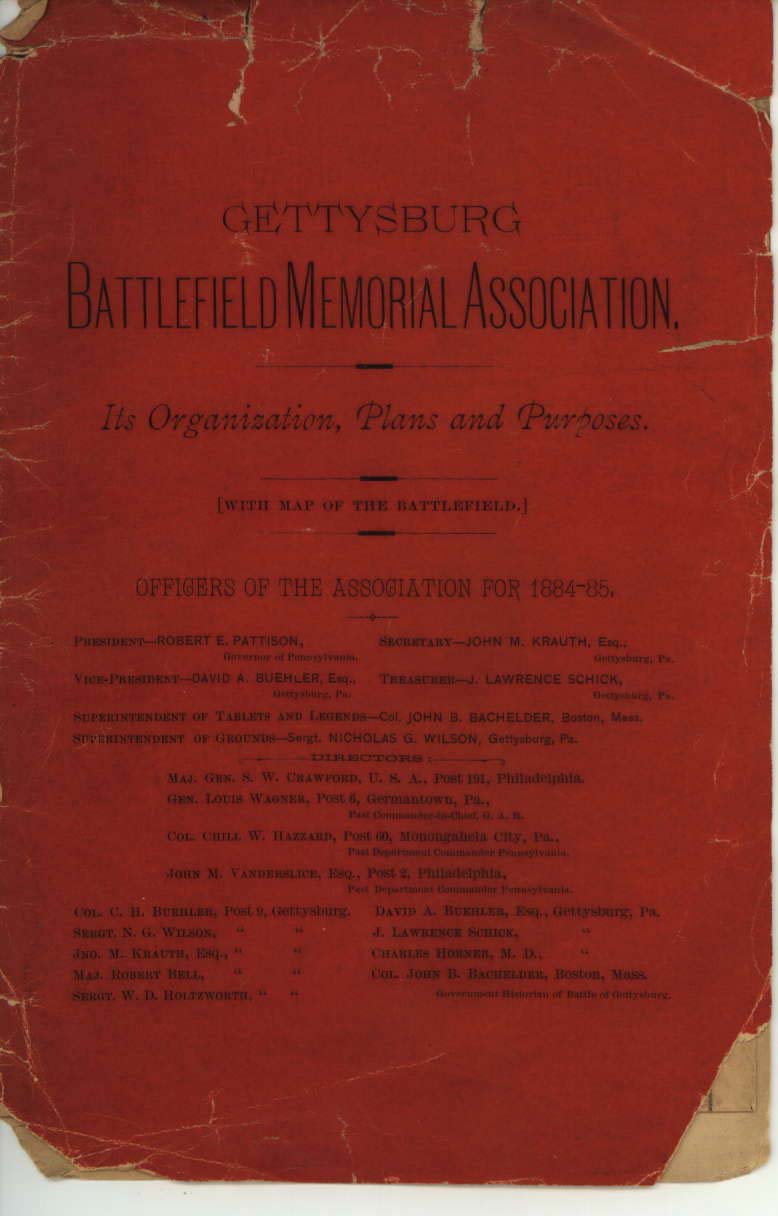 GETTYSBURG
BATTLEFIELD MEMORIAL ASSOCIATION.
Its Organization, Plans and Purposes.
[WITH MAP OF THE BATTLEFIELD.]
OFFICERS OF THE ASSOCIATION FOR 1884-85.
PRESIDENT—ROBERT E. PATTISON,
Governor of Pennsylvania.
SECRETARY—JOHN M. KRAUTH, Esq.,
Gettysburg, Pa.
VICE-PRESIDENT—DAVID A. BUEHLER, Esq.,
Gettysburg, Pa.
TREASURER—J. LAWRENCE SCHICK,
Gettysburg, Pa.
SUPERINTENDENT OF TABLETS AND LEGENDS—Col. JOHN B. BACHELDER, Boston, Mass.
SUPERINTENDENT OF GROUNDS—Sergt. NICHOLAS G. WILSON, Gettysburg, Pa.
DIRECTORS:
MAJ. GEN. S. W. CRAWFORD, U. S. A., Post 191, Philadelphia.
GEN. LOUIS WAGNER, Post 6, Germantown, Pa.,
Past Commander-in-Chief, G. A. R.
COL. CHILL W. HAZZARD, Post 60, Monongahela City, Pa.,
Past Department Commander Pennsylvania.
JOHN M. VANDERSLICE, ESQ., Post 2, Philadelphia,
Past Department Commander Pennsylvania.
COL. C. H. BUEHLER, Post 9, Gettysburg.
SERGT. N. G. WILSON, “ “
JNO. M. KRAUTH, ESQ., “ “
MAJ. ROBERT BELL, “ “
SERGT. W. D. HOLTZWORTH, “ “
DAVID A. BUEHLER, ESQ., Gettysburg, Pa.
J. LAWRENCE SCHICK, “
CHARLES HORNER, M. D., “
COL. JOHN B. BACHELDER, Boston, Mass.
Government Historian of Battle of Gettysburg.